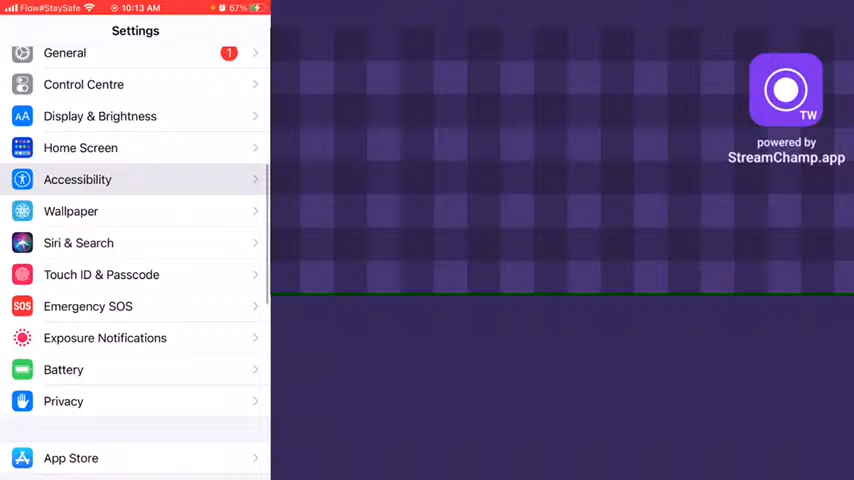 Flow#StaySafe 10:13 AM 67%
Settings
General 1
Control Centre
AA Display & Brightness
Home Screen
Accessibility
Wallpaper
Siri & Search
Touch ID & Passcode
SOS Emergency SOS
Exposure Notifications
Battery
Privacy
App Store
TW
powered by
StreamChamp.app